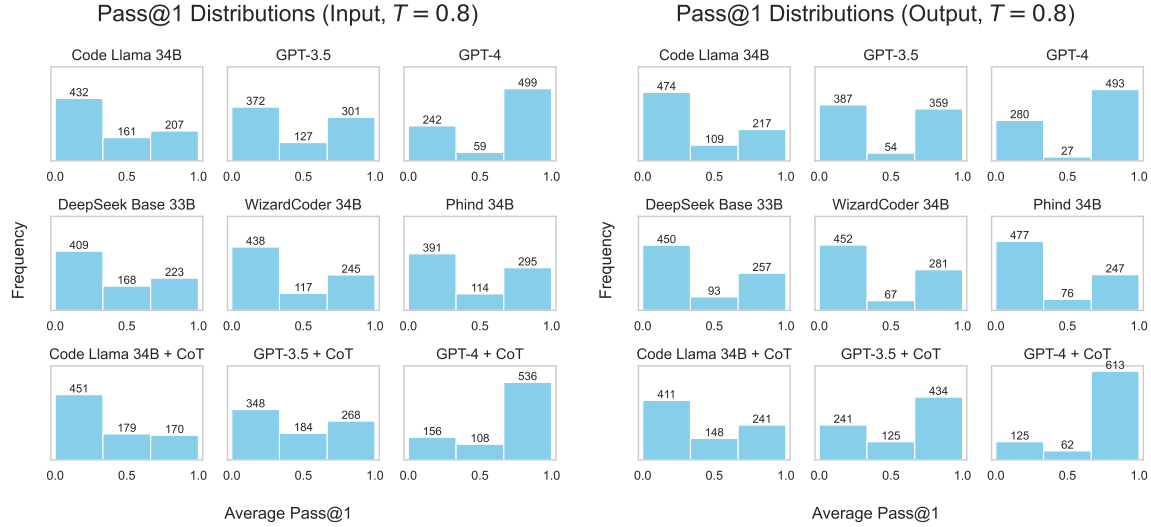 Pass@1 Distributions (Input, T = 0.8)
Code Llama 34B GPT-3.5 GPT-4
432 161 207 372 127 301 242 59 499
0.0 0.5 1.0 0.0 0.5 1.0 0.0 0.5 1.0
DeepSeek Base 33B WizardCoder 34B Phind 34B
409 168 223 438 117 245 391 114 295
0.0 0.5 1.0 0.0 0.5 1.0 0.0 0.5 1.0
Code Llama 34B + CoT GPT-3.5 + CoT GPT-4 + CoT
451 179 170 348 184 268 156 108 536
0.0 0.5 1.0 0.0 0.5 1.0 0.0 0.5 1.0
Frequency
Average Pass@1
Pass@1 Distributions (Output, T = 0.8)
Code Llama 34B GPT-3.5 GPT-4
474 109 217 387 54 359 280 27 493
0.0 0.5 1.0 0.0 0.5 1.0 0.0 0.5 1.0
DeepSeek Base 33B WizardCoder 34B Phind 34B
450 93 257 452 67 281 477 76 247
0.0 0.5 1.0 0.0 0.5 1.0 0.0 0.5 1.0
Code Llama 34B + CoT GPT-3.5 + CoT GPT-4 + CoT
411 148 241 241 125 434 125 62 613
0.0 0.5 1.0 0.0 0.5 1.0 0.0 0.5 1.0
Frequency
Average Pass@1